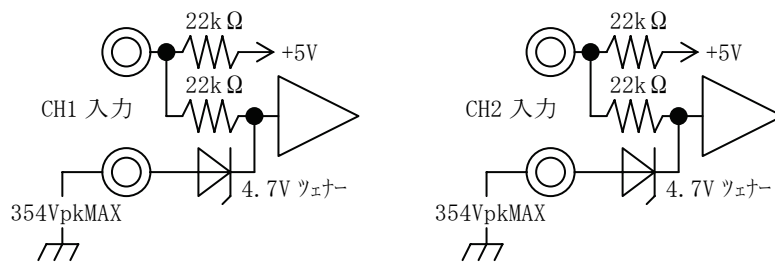 22kΩ
+5V
22kΩ
CH1 入力
4.7V ツェナー
354VpkMAX
22kΩ
+5V
22kΩ
CH2 入力
4.7V ツェナー
354VpkMAX